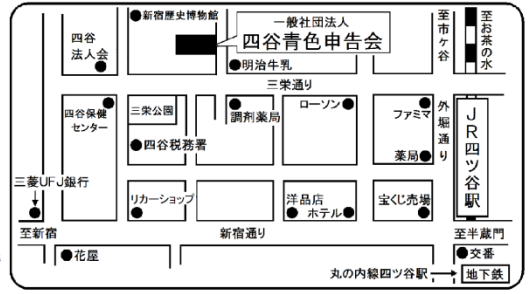 新宿歴史博物館
一般社団法人
四谷青色申告会
至市ヶ谷
至お茶の水
四谷
法人会
明治牛乳
三栄通り
四谷保健
センター
三栄公園
調剤薬局
ローソン
ファミマ
外堀通り
JR四ツ谷駅
四谷税務署
薬局
三菱UFJ銀行
リカーショップ
洋品店
ホテル
宝くじ売場
至新宿
新宿通り
至半蔵門
花屋
交番
丸の内線四ツ谷駅
地下鉄